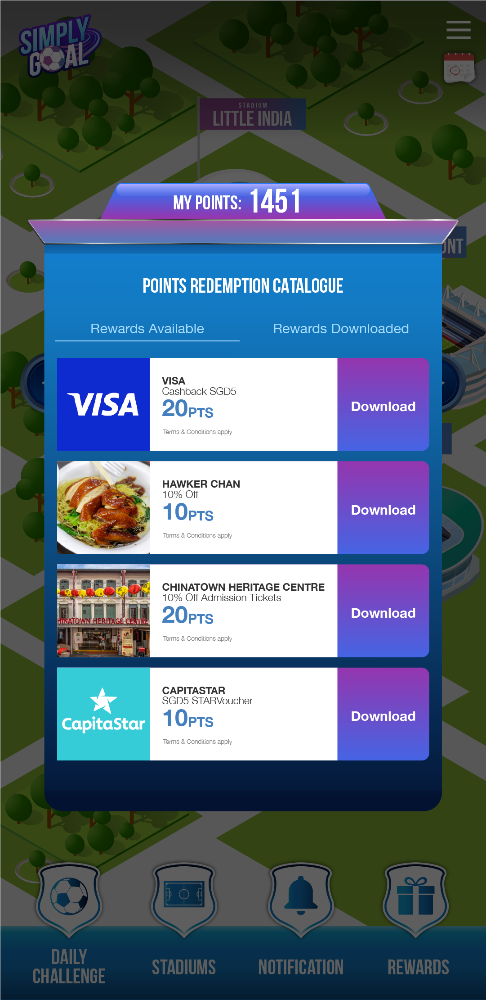 SIMPLY
GOAL
STADIUM
LITTLE INDIA
MY POINTS: 1451
POINTS REDEMPTION CATALOGUE
Rewards Available
Rewards Downloaded
VISA
VISA
Cashback SGD5
20PTS
Terms & Conditions apply
Download
HAWKER CHAN
10% Off
10PTS
Terms & Conditions apply
Download
HINATOWN HERITAGE CENTRE
CHINATOWN HERITAGE CENTRE
10% Off Admission Tickets
20PTS
Terms & Conditions apply
Download
CapitaStar
CAPITASTAR
SGD5 STARVoucher
10PTS
Terms & Conditions apply
Download
DAILY
CHALLENGE
STADIUMS
NOTIFICATION
REWARDS